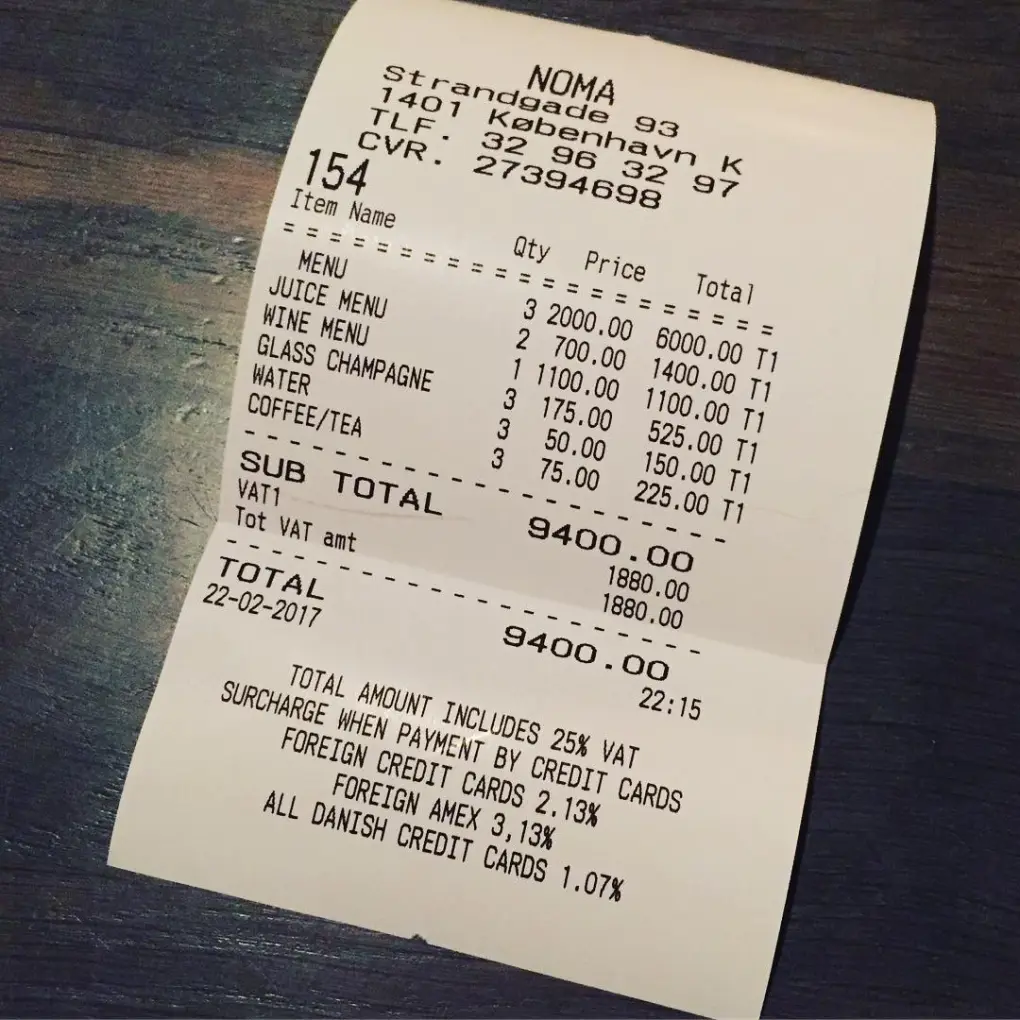 NOMA
Strandgade 93
1401 København K
TLF. 32 96 32 97
CVR. 27394698
154
Item Name Qty Price Total
= = = = = = = = = = = = = = = = = = = = =
MENU 3 2000.00 6000.00 T1
JUICE MENU 2 700.00 1400.00 T1
WINE MENU 1 1100.00 1100.00 T1
GLASS CHAMPAGNE 3 175.00 525.00 T1
WATER 3 50.00 150.00 T1
COFFEE/TEA 3 75.00 225.00 T1
- - - - - - - - - - - - - - - - - - - - -
SUB TOTAL 9400.00
VAT1 1880.00
Tot VAT amt 1880.00
- - - - - - - - - - - - - - - - - - - - -
TOTAL 9400.00
22-02-2017 22:15
TOTAL AMOUNT INCLUDES 25% VAT
SURCHARGE WHEN PAYMENT BY CREDIT CARDS
FOREIGN CREDIT CARDS 2.13%
FOREIGN AMEX 3,13%
ALL DANISH CREDIT CARDS 1.07%